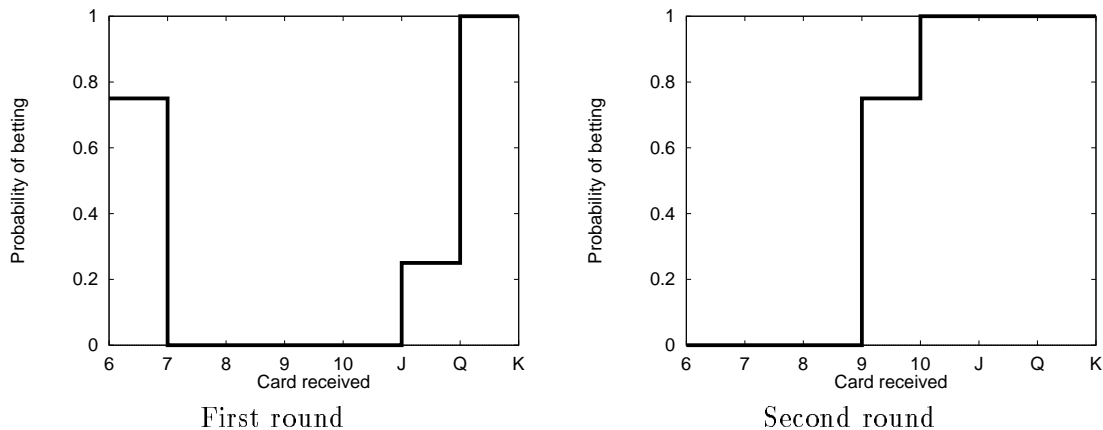 Probability of betting
1
0.8
0.6
0.4
0.2
0
6 7 8 9 10 J Q K
Card received
First round
Probability of betting
1
0.8
0.6
0.4
0.2
0
6 7 8 9 10 J Q K
Card received
Second round